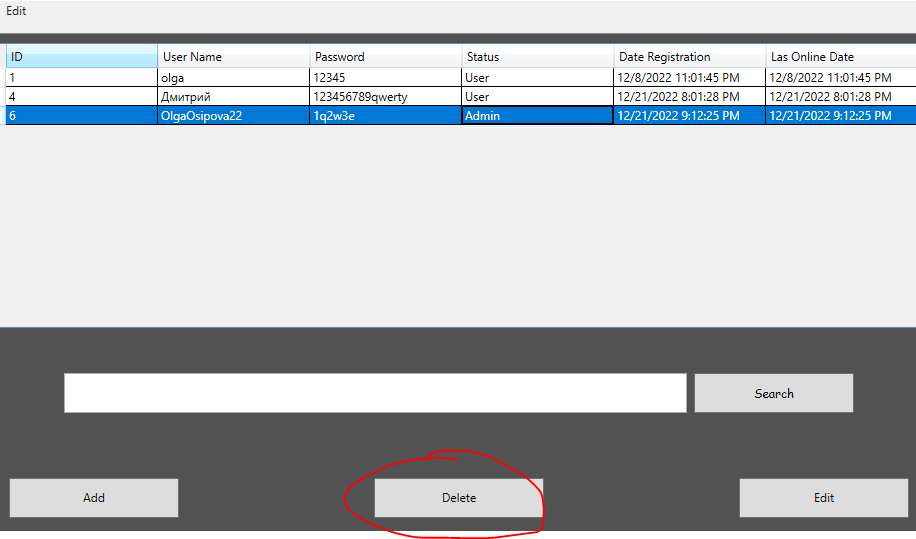 Edit
ID User Name Password Status Date Registration Las Online Date
1 olga 12345 User 12/8/2022 11:01:45 PM 12/8/2022 11:01:45 PM
4 Дмитрий 123456789qwerty User 12/21/2022 8:01:28 PM 12/21/2022 8:01:28 PM
6 OlgaOsipova22 1q2w3e Admin 12/21/2022 9:12:25 PM 12/21/2022 9:12:25 PM
Search
Add Delete Edit